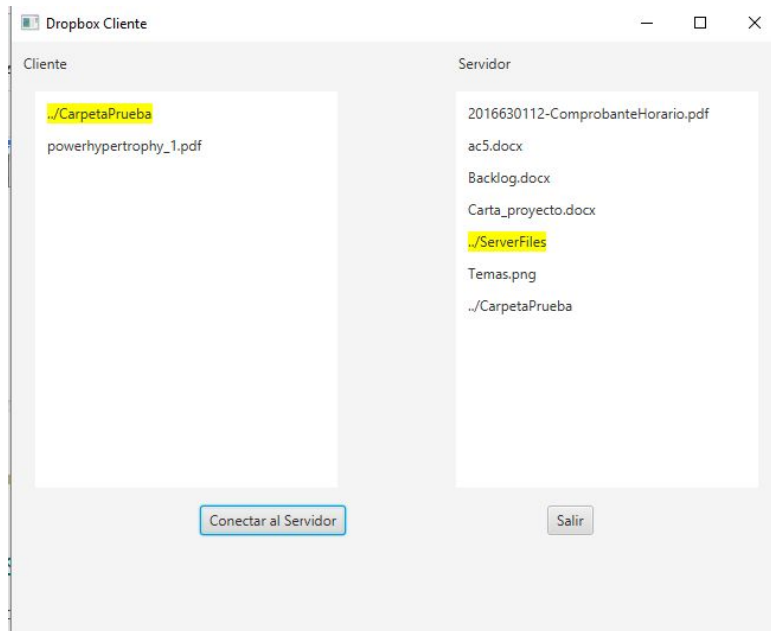 Dropbox Cliente
Cliente
Servidor
../CarpetaPrueba
powerhypertrophy_1.pdf
2016630112-ComprobanteHorario.pdf
ac5.docx
Backlog.docx
Carta_proyecto.docx
../ServerFiles
Temas.png
../CarpetaPrueba
Conectar al Servidor
Salir